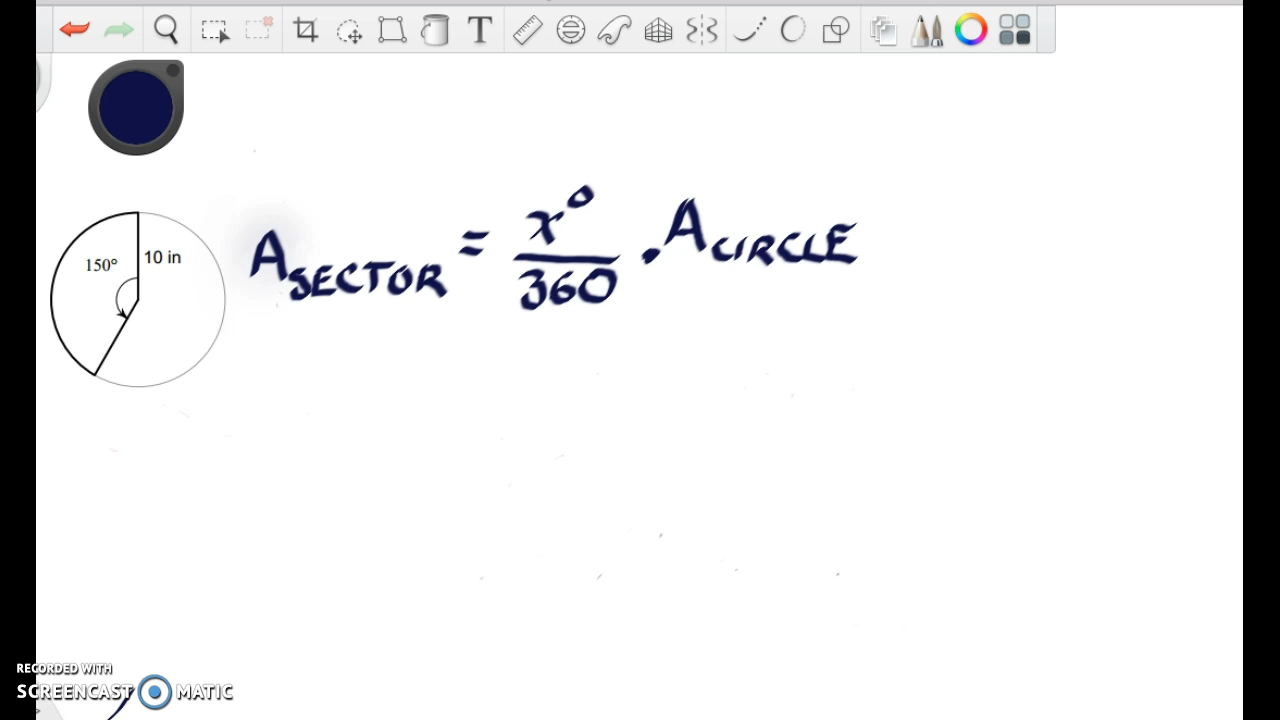 150°
10 in
A SECTOR = x°/360 . A CIRCLE
RECORDED WITH
SCREENCAST MATIC